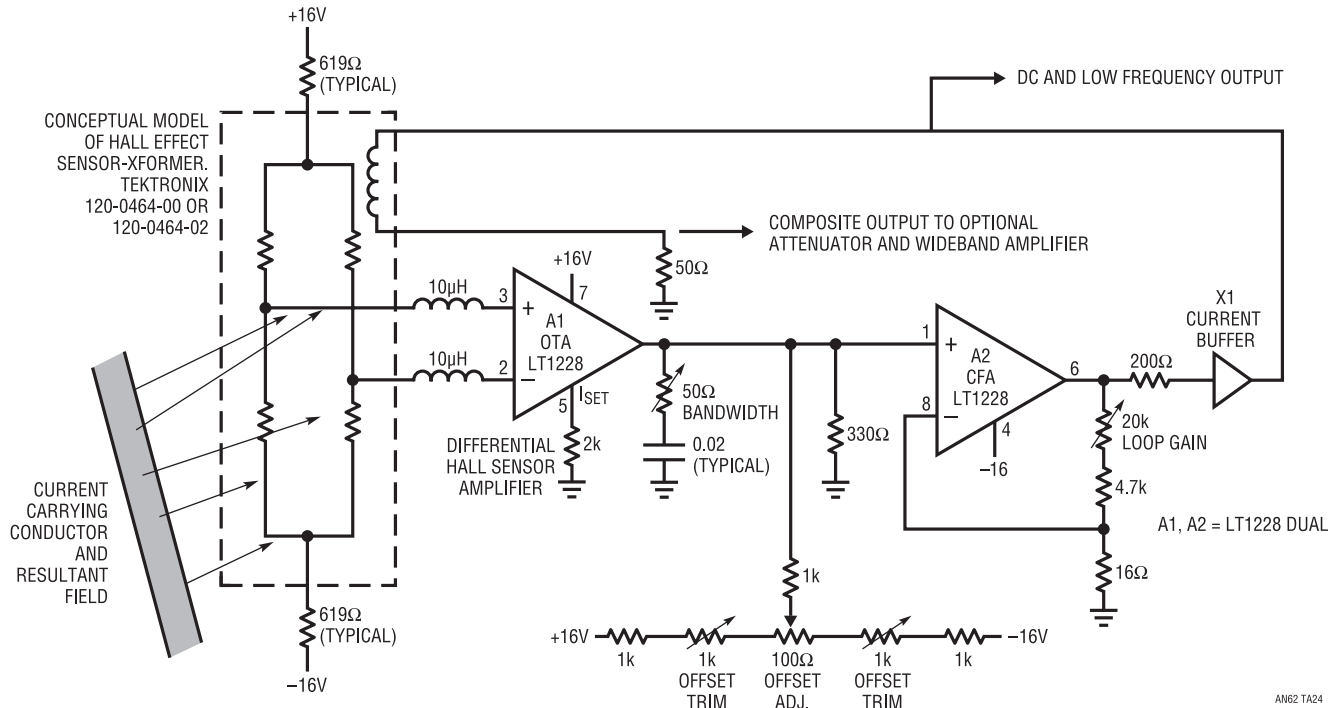 +16V
619Ω
(TYPICAL)
DC AND LOW FREQUENCY OUTPUT
CONCEPTUAL MODEL
OF HALL EFFECT
SENSOR-XFORMER.
TEKTRONIX
120-0464-00 OR
120-0464-02
COMPOSITE OUTPUT TO OPTIONAL
ATTENUATOR AND WIDEBAND AMPLIFIER
50Ω
+16V
7
10µH
3
+
A1
OTA
LT1228
10µH
2
–
5
ISET
2k
DIFFERENTIAL
HALL SENSOR
AMPLIFIER
50Ω
BANDWIDTH
0.02
(TYPICAL)
330Ω
1
+
A2
CFA
LT1228
8
–
6
4
–16
200Ω
X1
CURRENT
BUFFER
20k
LOOP GAIN
4.7k
A1, A2 = LT1228 DUAL
16Ω
CURRENT
CARRYING
CONDUCTOR
AND
RESULTANT
FIELD
619Ω
(TYPICAL)
–16V
1k
+16V
–16V
1k
1k
OFFSET
TRIM
100Ω
OFFSET
ADJ.
1k
OFFSET
TRIM
1k
AN62 TA24